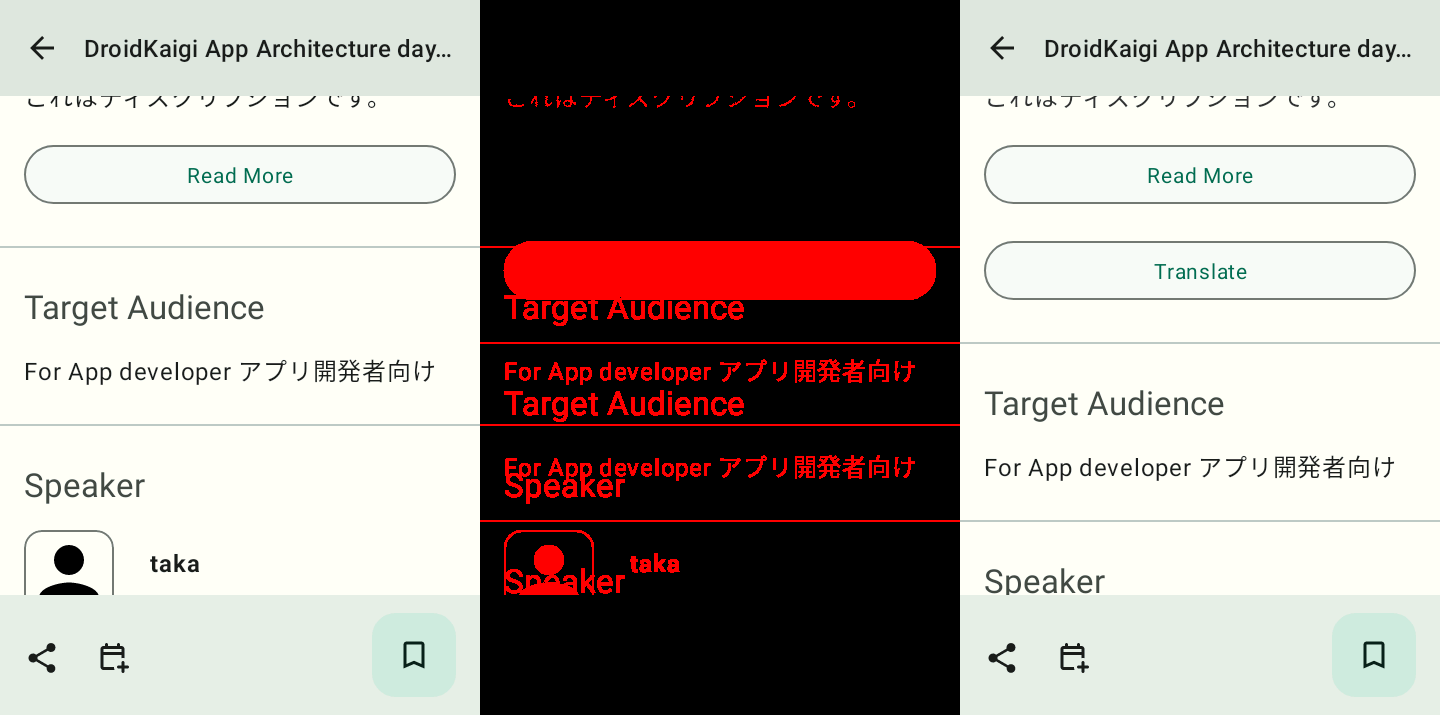 DroidKaigi App Architecture day...
これはディスクリプションです。
Read More
Target Audience
For App developer アプリ開発者向け
Speaker
taka
これはディスクリプションです。
Target Audience
For App developer アプリ開発者向け
Target Audience
For App developer アプリ開発者向け
Speaker
taka
Speaker
DroidKaigi App Architecture day...
これはディスクリプションです。
Read More
Translate
Target Audience
For App developer アプリ開発者向け
Speaker